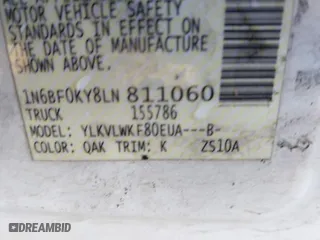 MOTOR VEHICLE SAFETY
STANDARDS IN EFFECT ON
THE DATE OF MANUFACTURE
SHOWN ABOVE.
1N6BF0KY8LN 811060
TRUCK 155786
MODEL: YLKVLWKF80EUA---B-
COLOR: QAK TRIM: K Z510A
DREAMBID